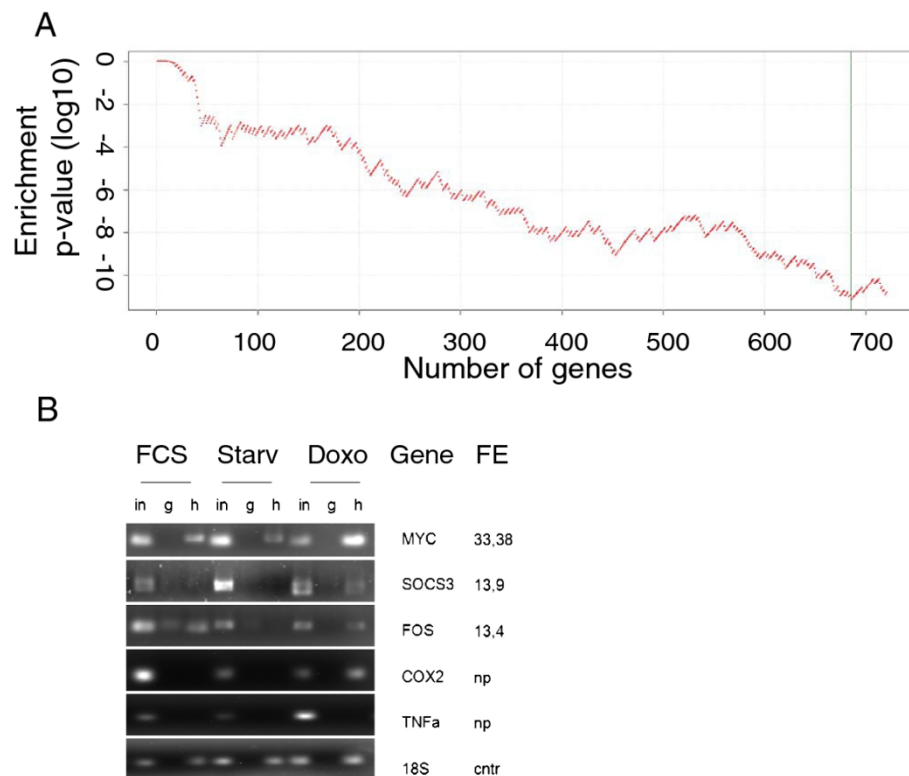 A
Enrichment
p-value (log10)
0
-2
-4
-6
-8
-10
0 100 200 300 400 500 600 700
Number of genes
B
FCS Starv Doxo Gene FE
in g h in g h in g h
MYC 33,38
SOCS3 13,9
FOS 13,4
COX2 np
TNFa np
18S cntr